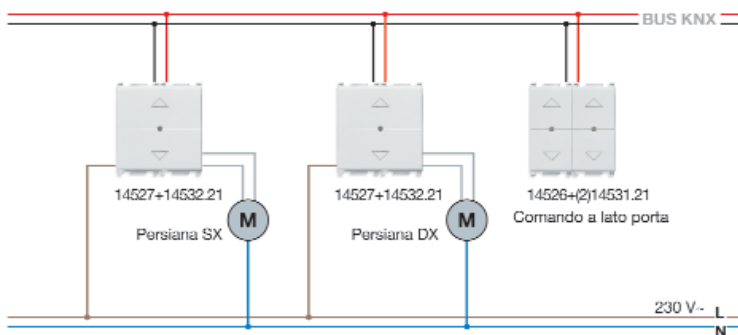 BUS KNX
14527+14532.21
Persiana SX
M
14527+14532.21
Persiana DX
M
14526+(2)14531.21
Comando a lato porta
230 V~ L
N